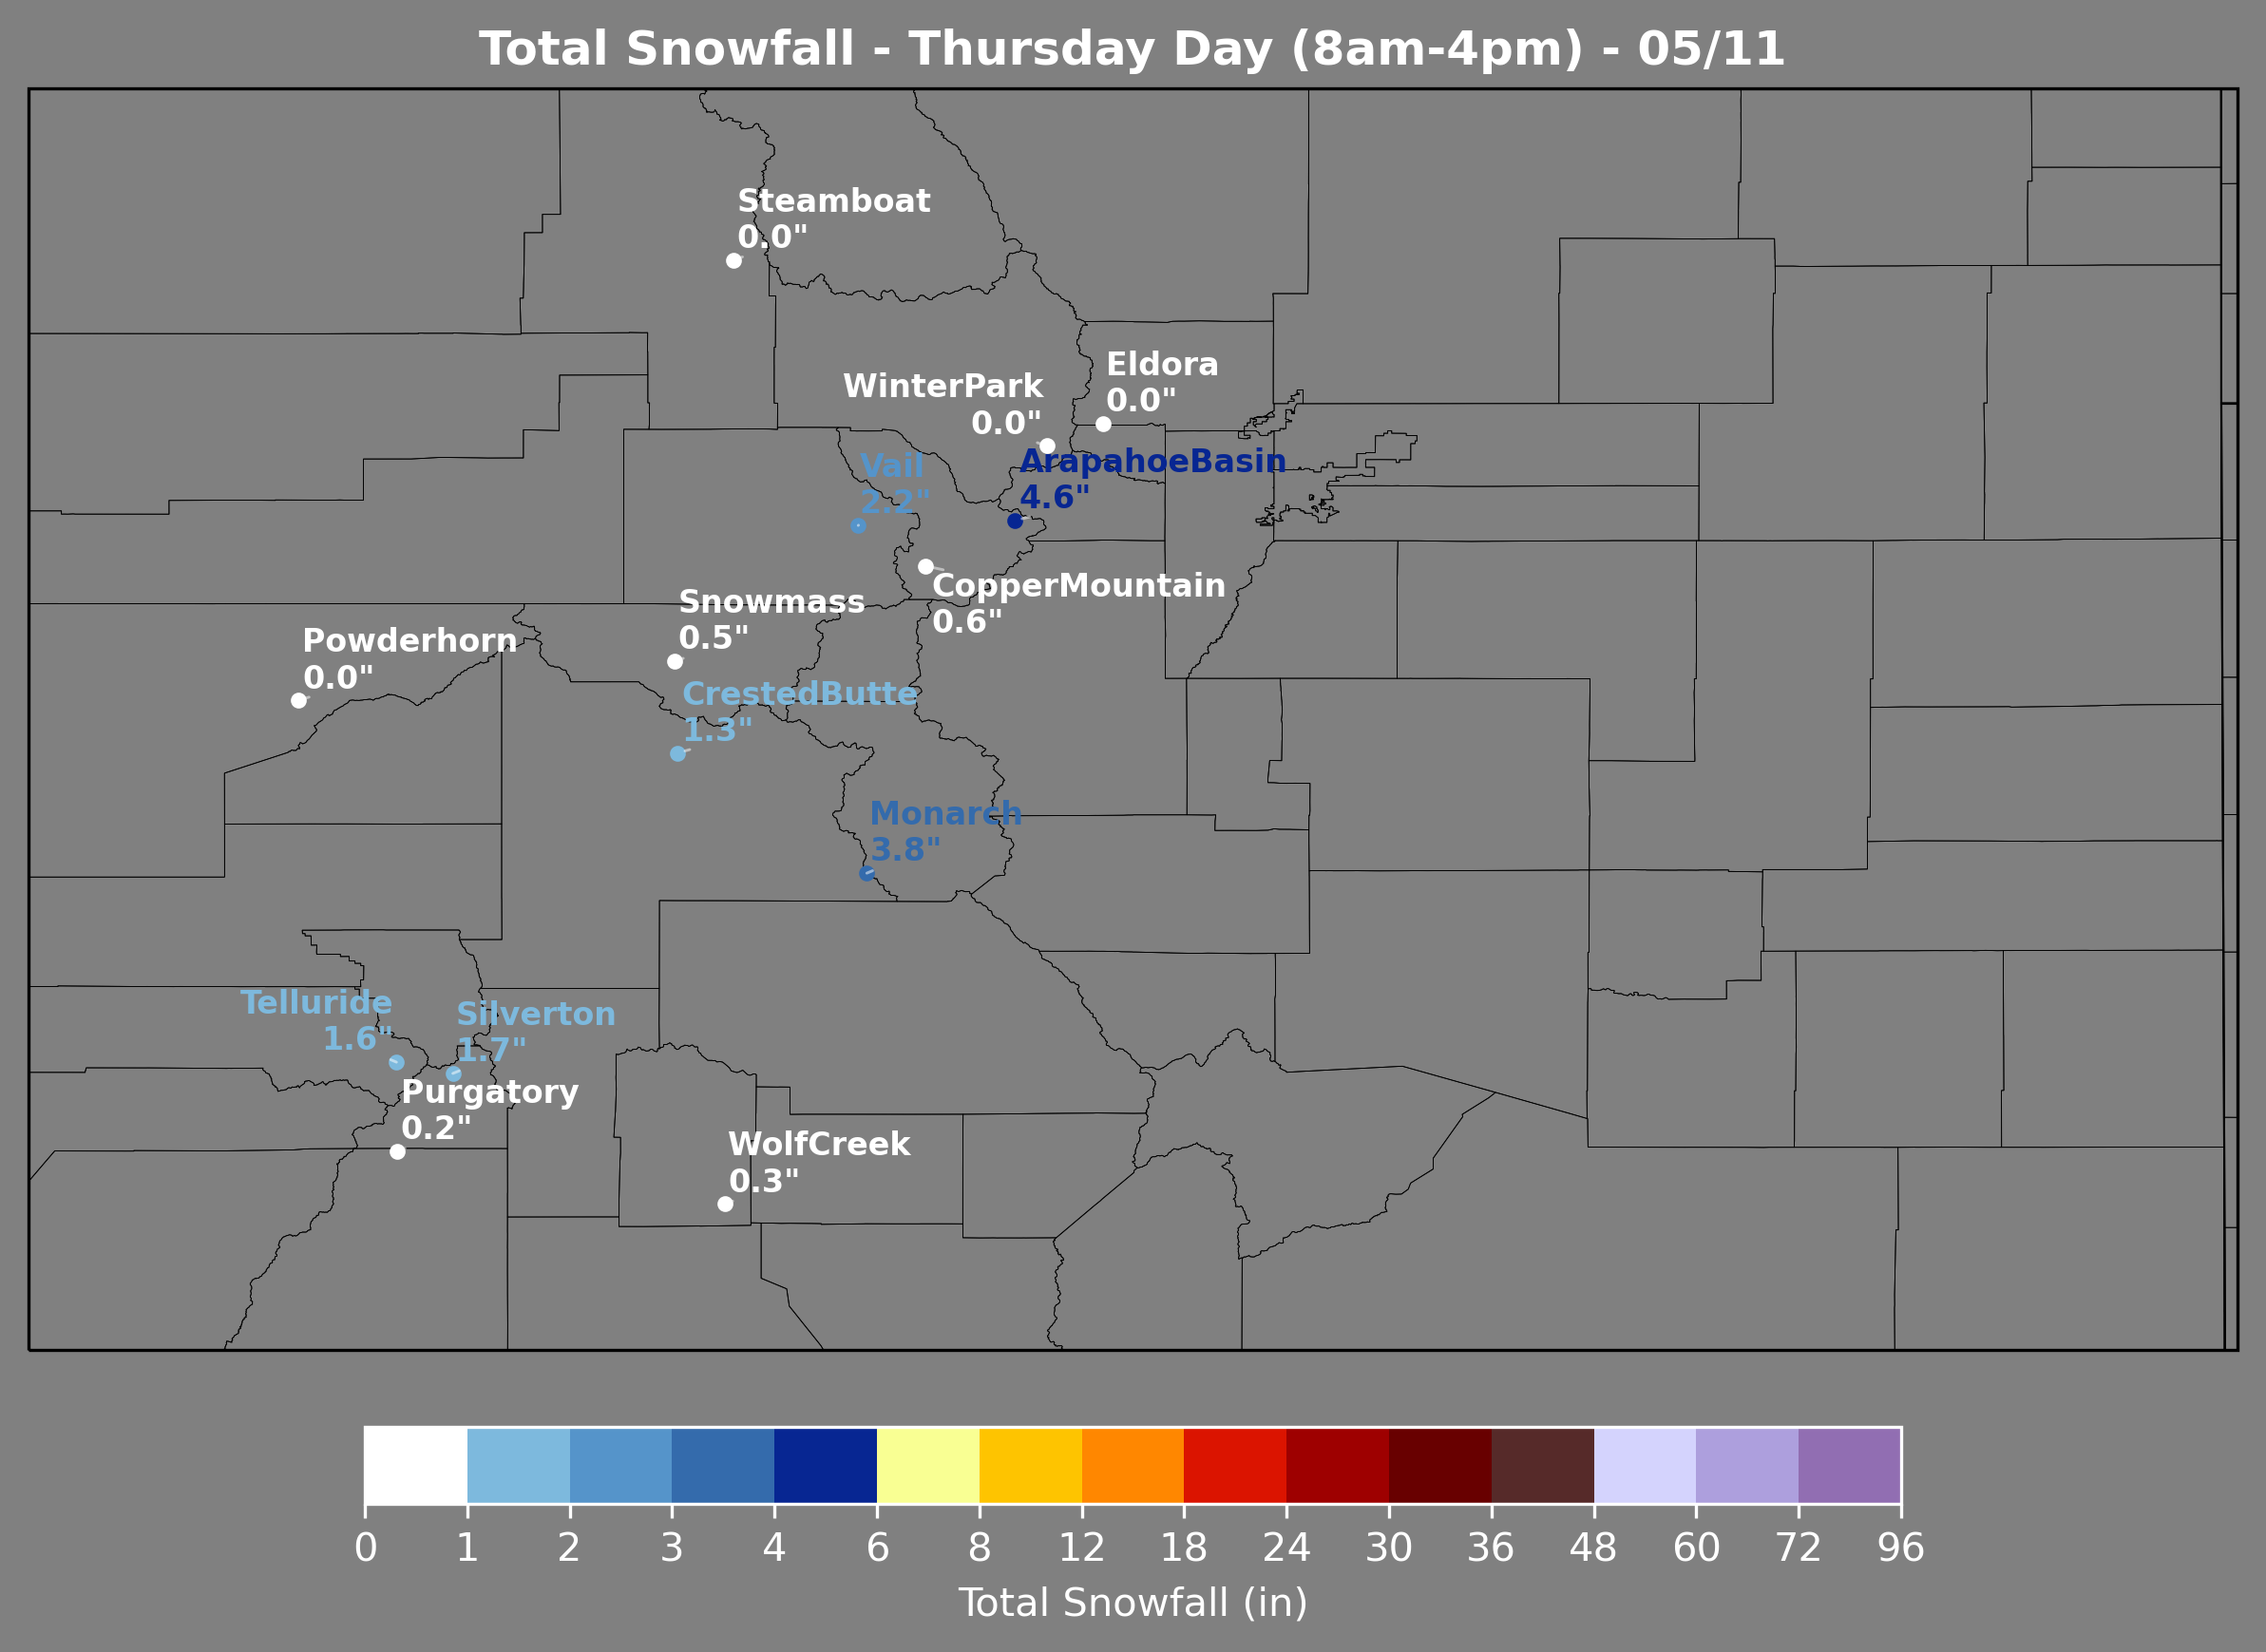 Total Snowfall - Thursday Day (8am-4pm) - 05/11
Steamboat
0.0"
Eldora
0.0"
WinterPark
0.0"
Vail
2.2"
ArapahoeBasin
4.6"
CopperMountain
0.6"
Snowmass
0.5"
Powderhorn
0.0"
CrestedButte
1.3"
Monarch
3.8"
Telluride
1.6"
Silverton
1.7"
Purgatory
0.2"
WolfCreek
0.3"
0 1 2 3 4 6 8 12 18 24 30 36 48 60 72 96
Total Snowfall (in)